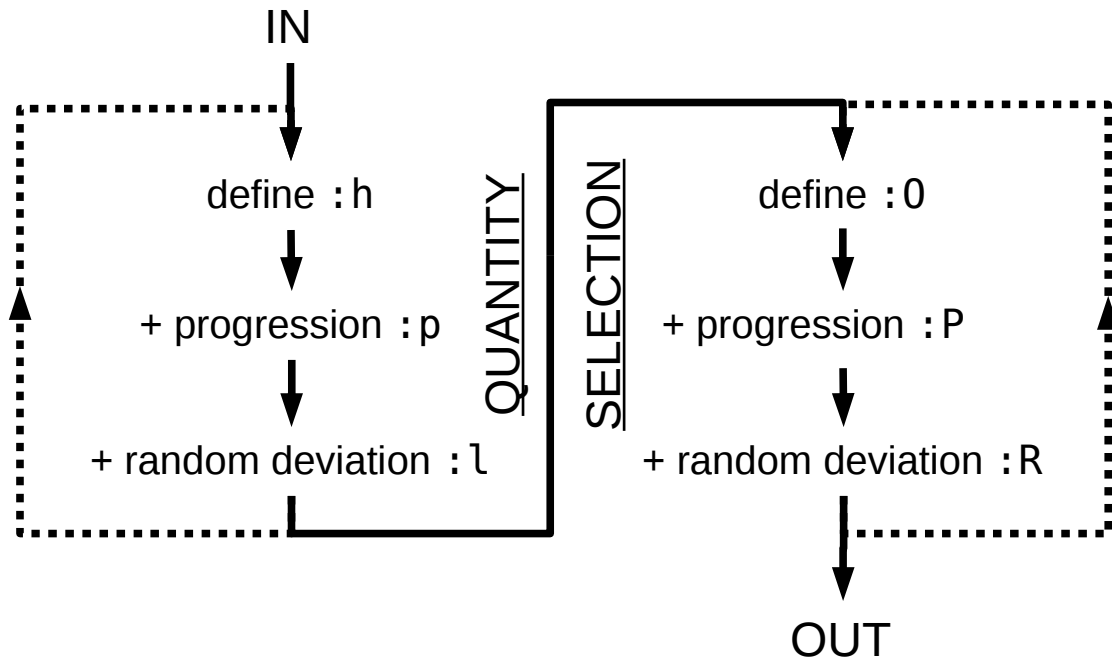 IN
define :h
+ progression :p
+ random deviation :l
QUANTITY
SELECTION
define :O
+ progression :P
+ random deviation :R
OUT